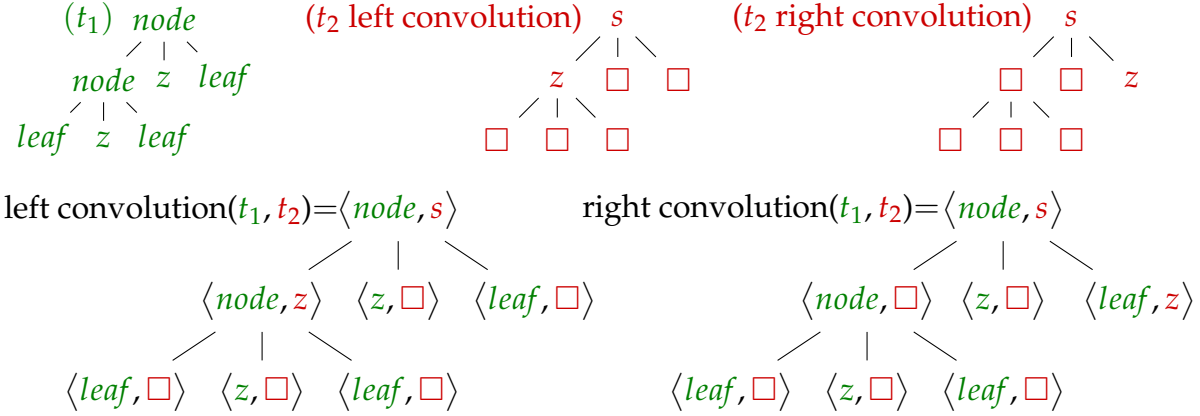 (t₁) node (t₂ left convolution) s (t₂ right convolution) s
node z leaf z □ □ □ □ z
leaf z leaf □ □ □ □ □ □
left convolution(t₁, t₂)=⟨node, s⟩ right convolution(t₁, t₂)=⟨node, s⟩
⟨node, z⟩ ⟨z, □⟩ ⟨leaf, □⟩ ⟨node, □⟩ ⟨z, □⟩ ⟨leaf, z⟩
⟨leaf, □⟩ ⟨z, □⟩ ⟨leaf, □⟩ ⟨leaf, □⟩ ⟨z, □⟩ ⟨leaf, □⟩